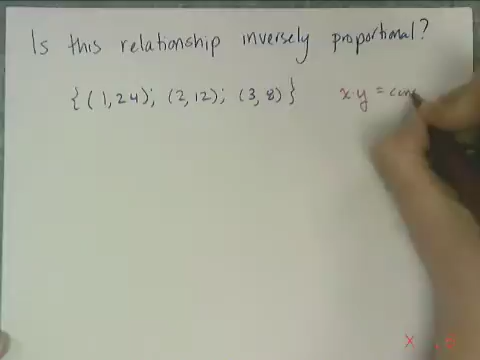 Is this relationship inversely proportional?
{(1,24); (2,12); (3,8)} x·y = con
x